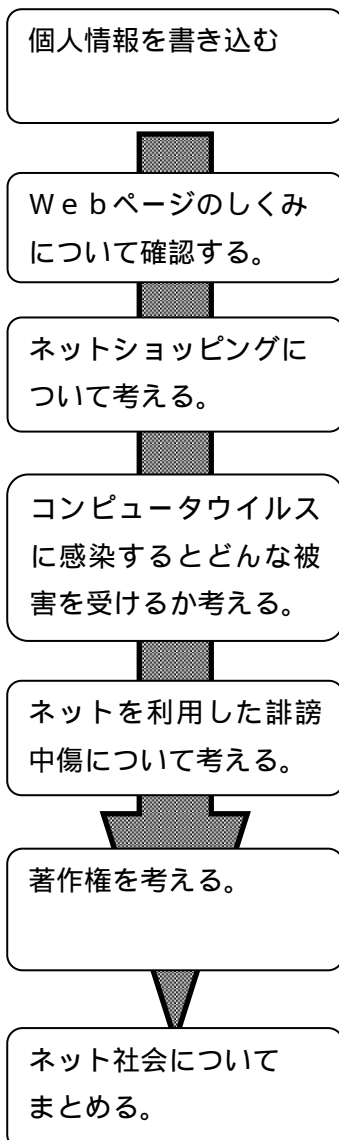 個人情報を書き込む
Ｗｅｂページのしくみ
について確認する。
ネットショッピングに
ついて考える。
コンピュータウイルス
に感染するとどんな被
害を受けるか考える。
ネットを利用した誹謗
中傷について考える。
著作権を考える。
ネット社会について
まとめる。